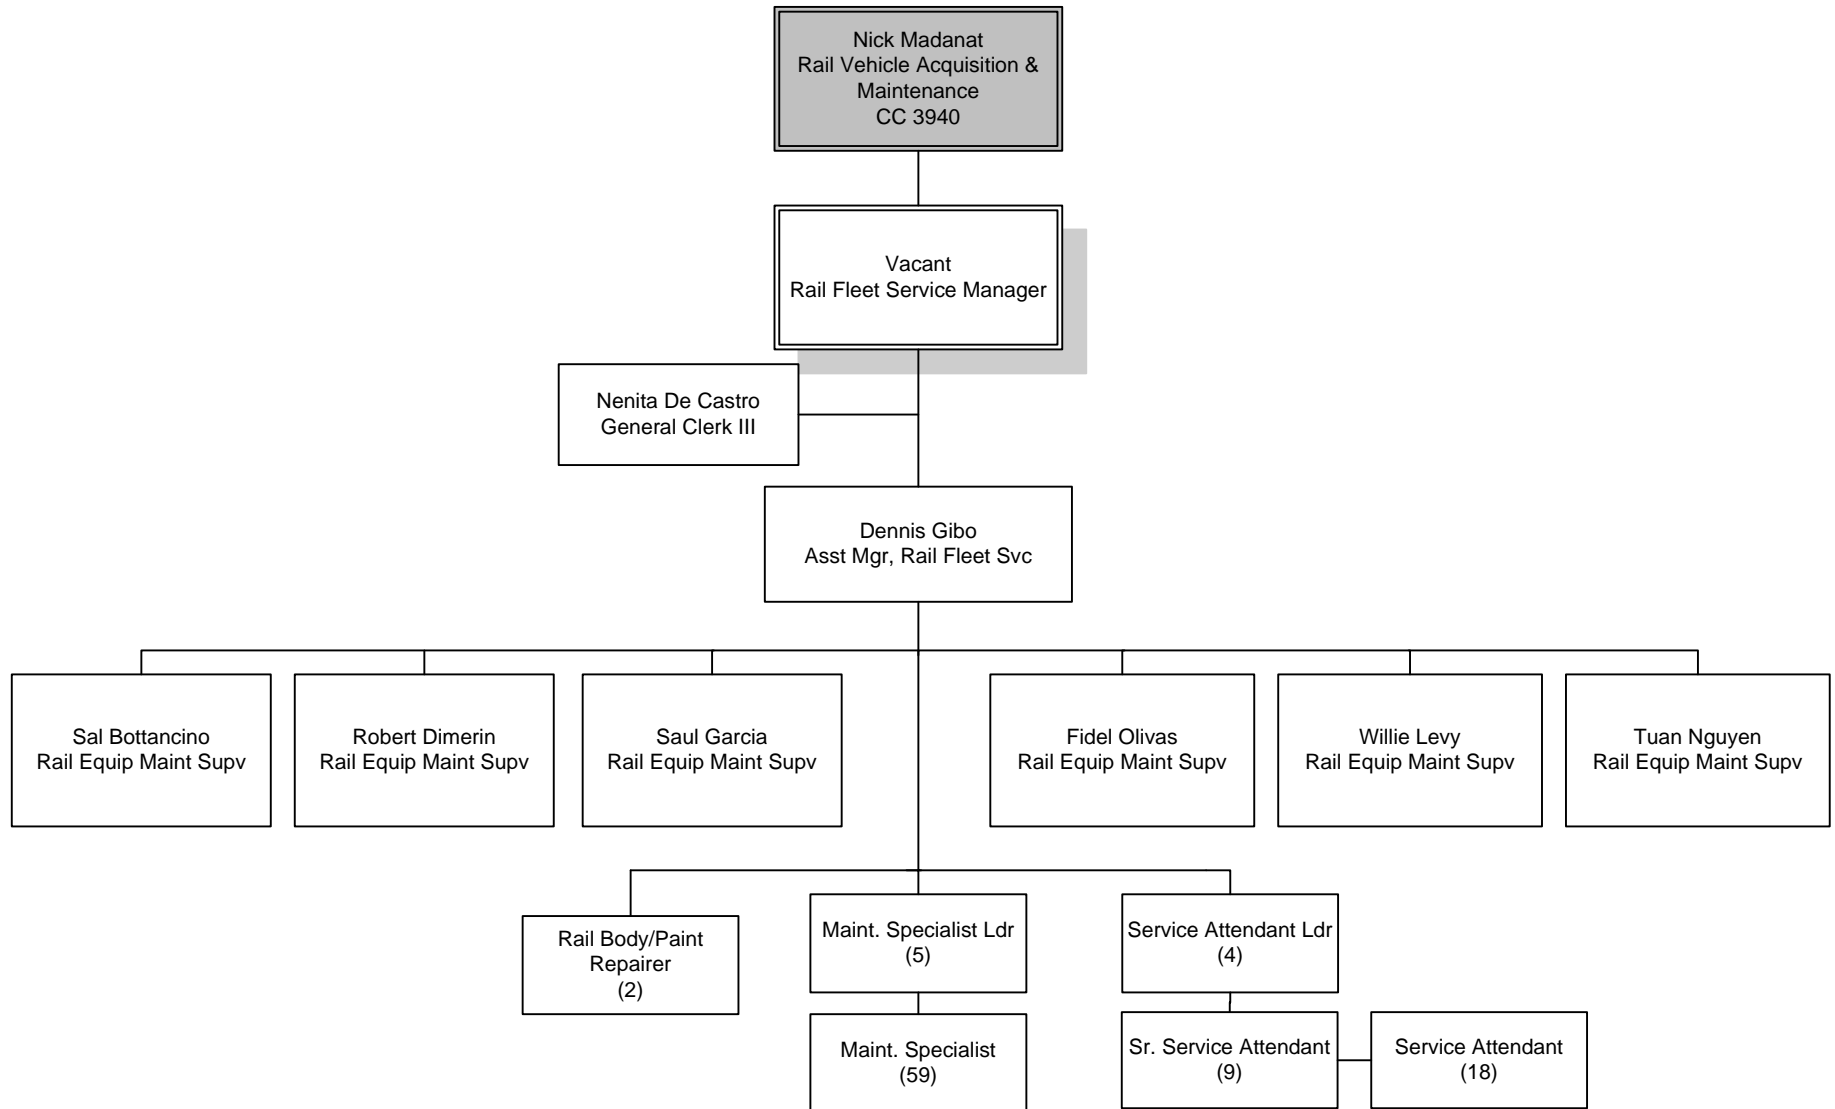 Nick Madanat
Rail Vehicle Acquisition &
Maintenance
CC 3940
Vacant
Rail Fleet Service Manager
Nenita De Castro
General Clerk III
Dennis Gibo
Asst Mgr, Rail Fleet Svc
Sal Bottancino
Rail Equip Maint Supv
Robert Dimerin
Rail Equip Maint Supv
Saul Garcia
Rail Equip Maint Supv
Fidel Olivas
Rail Equip Maint Supv
Willie Levy
Rail Equip Maint Supv
Tuan Nguyen
Rail Equip Maint Supv
Rail Body/Paint
Repairer
(2)
Maint. Specialist Ldr
(5)
Service Attendant Ldr
(4)
Maint. Specialist
(59)
Sr. Service Attendant
(9)
Service Attendant
(18)